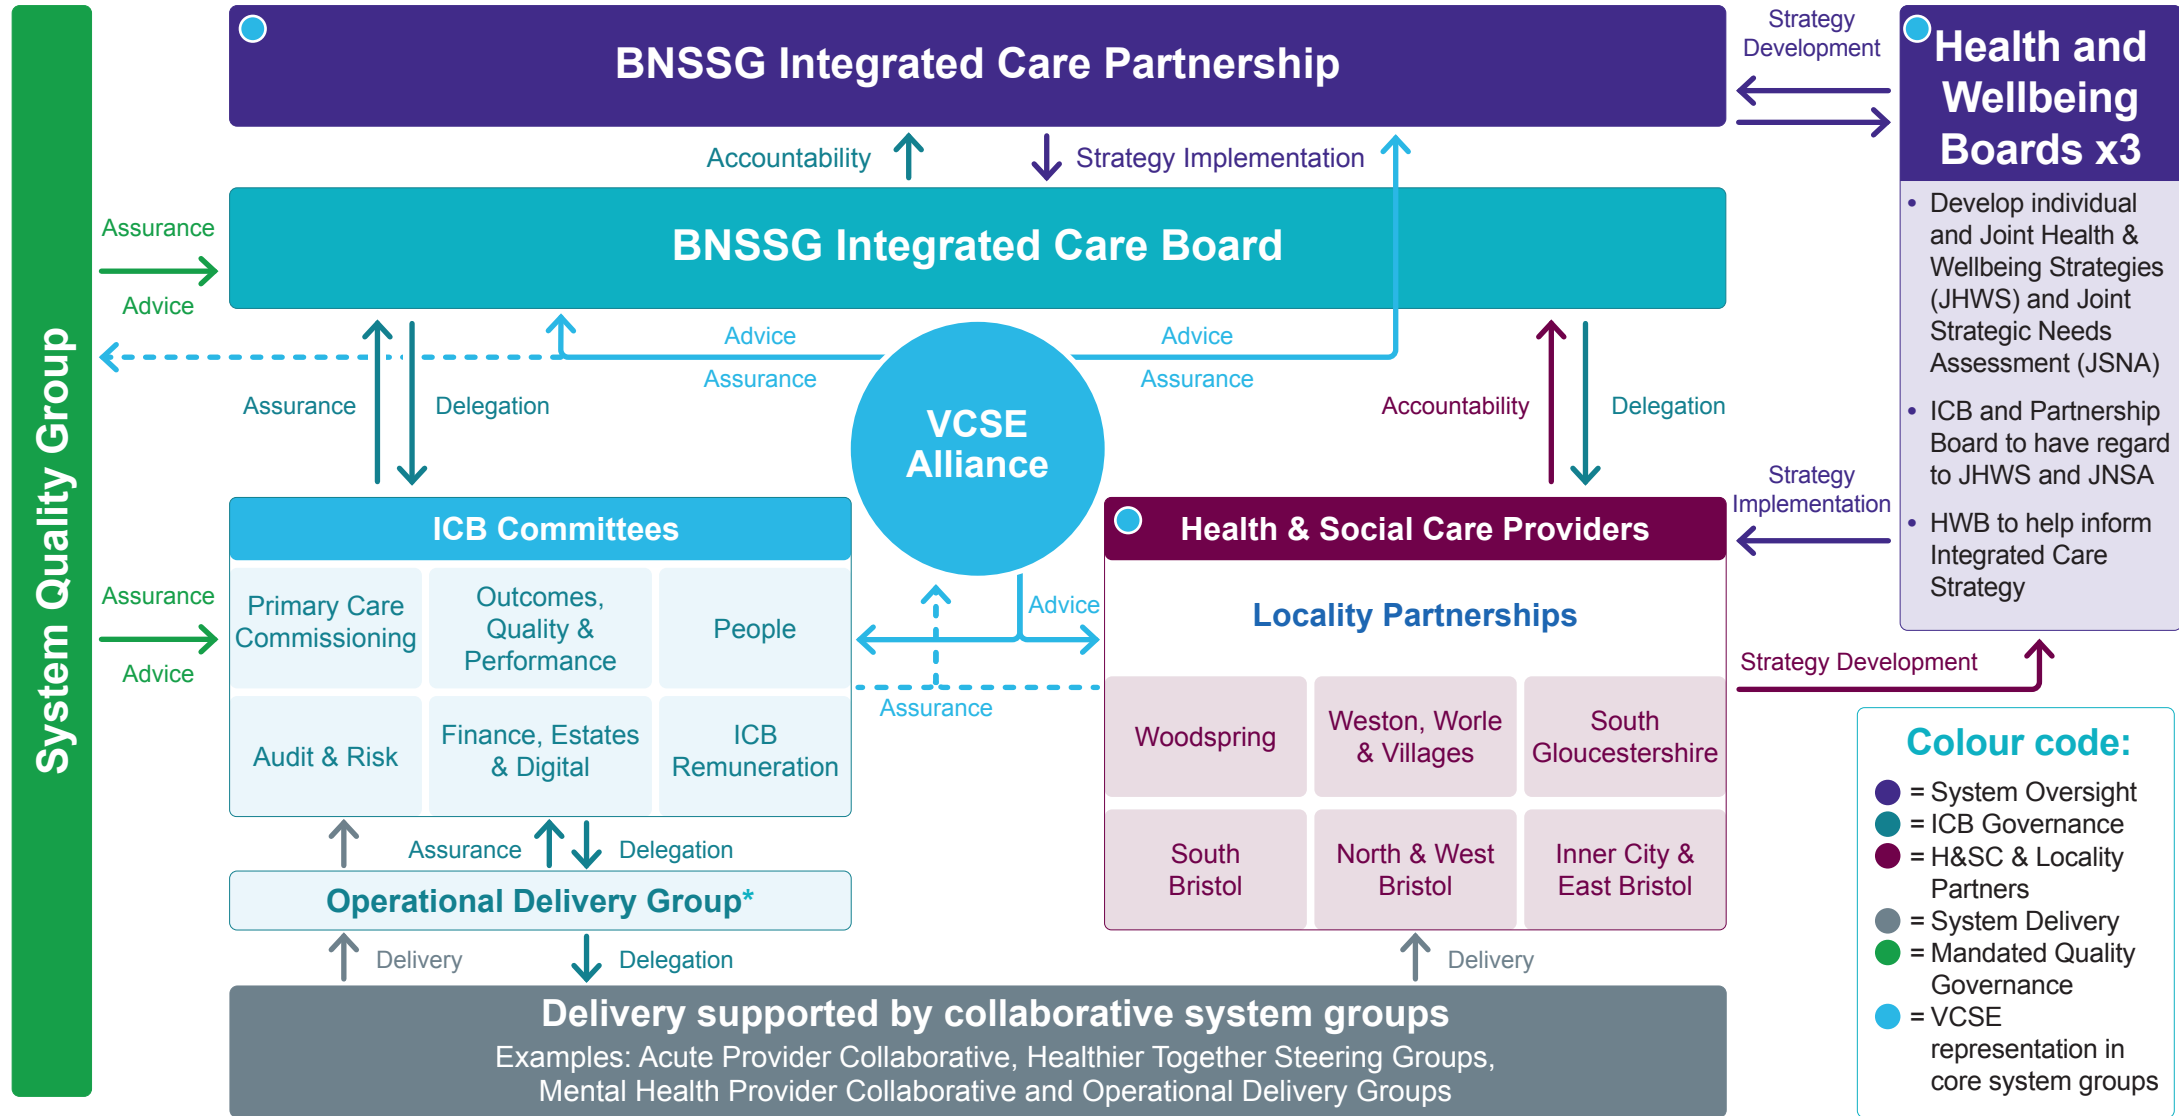 BNSSG Integrated Care Partnership
Strategy
Development
Health and
Wellbeing
Boards x3
• Develop individual
and Joint Health &
Wellbeing Strategies
(JHWS) and Joint
Strategic Needs
Assessment (JSNA)
• ICB and Partnership
Board to have regard
to JHWS and JNSA
• HWB to help inform
Integrated Care
Strategy
Accountability
Strategy Implementation
System Quality Group
Assurance
Advice
BNSSG Integrated Care Board
Advice
Assurance
Advice
Assurance
VCSE
Alliance
Assurance
Delegation
Accountability
Delegation
Strategy
Implementation
ICB Committees
Primary Care
Commissioning
Outcomes,
Quality &
Performance
People
Audit & Risk
Finance, Estates
& Digital
ICB
Remuneration
Assurance
Advice
Advice
Assurance
Health & Social Care Providers
Locality Partnerships
Woodspring
Weston, Worle
& Villages
South
Gloucestershire
South
Bristol
North & West
Bristol
Inner City &
East Bristol
Strategy Development
Assurance
Delegation
Operational Delivery Group*
Delivery
Delegation
Delivery
Delivery supported by collaborative system groups
Examples: Acute Provider Collaborative, Healthier Together Steering Groups,
Mental Health Provider Collaborative and Operational Delivery Groups
Colour code:
= System Oversight
= ICB Governance
= H&SC & Locality
Partners
= System Delivery
= Mandated Quality
Governance
= VCSE
representation in
core system groups